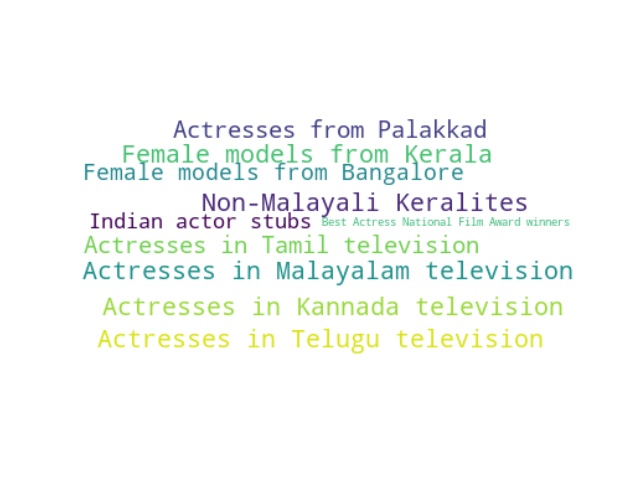 Actresses from Palakkad
Female models from Kerala
Female models from Bangalore
Non-Malayali Keralites
Indian actor stubs Best Actress National Film Award winners
Actresses in Tamil television
Actresses in Malayalam television
Actresses in Kannada television
Actresses in Telugu television